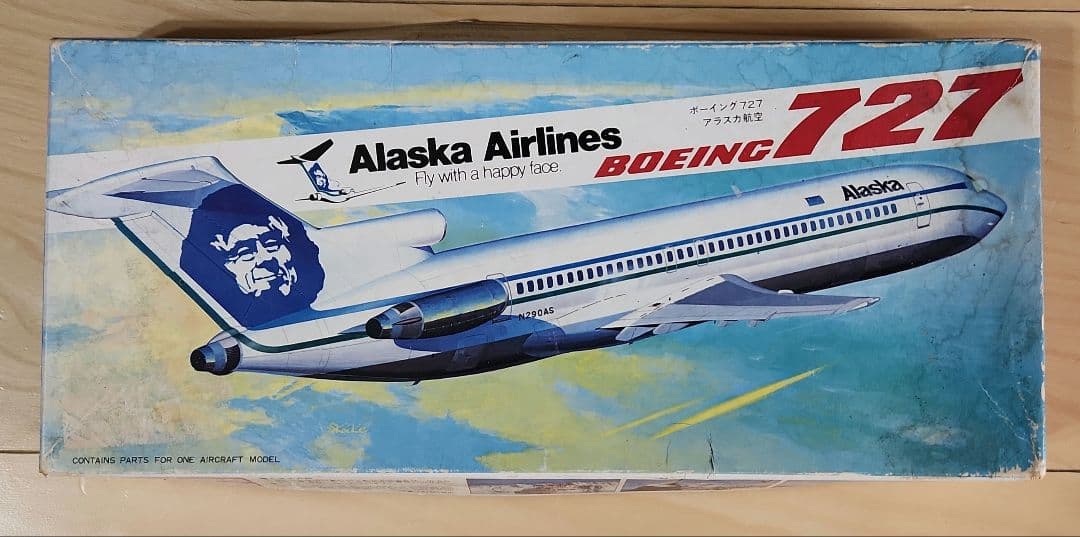 ボーイング727
アラスカ航空
Alaska Airlines
Fly with a happy face.
BOEING 727
Alaska
N290AS
CONTAINS PARTS FOR ONE AIRCRAFT MODEL